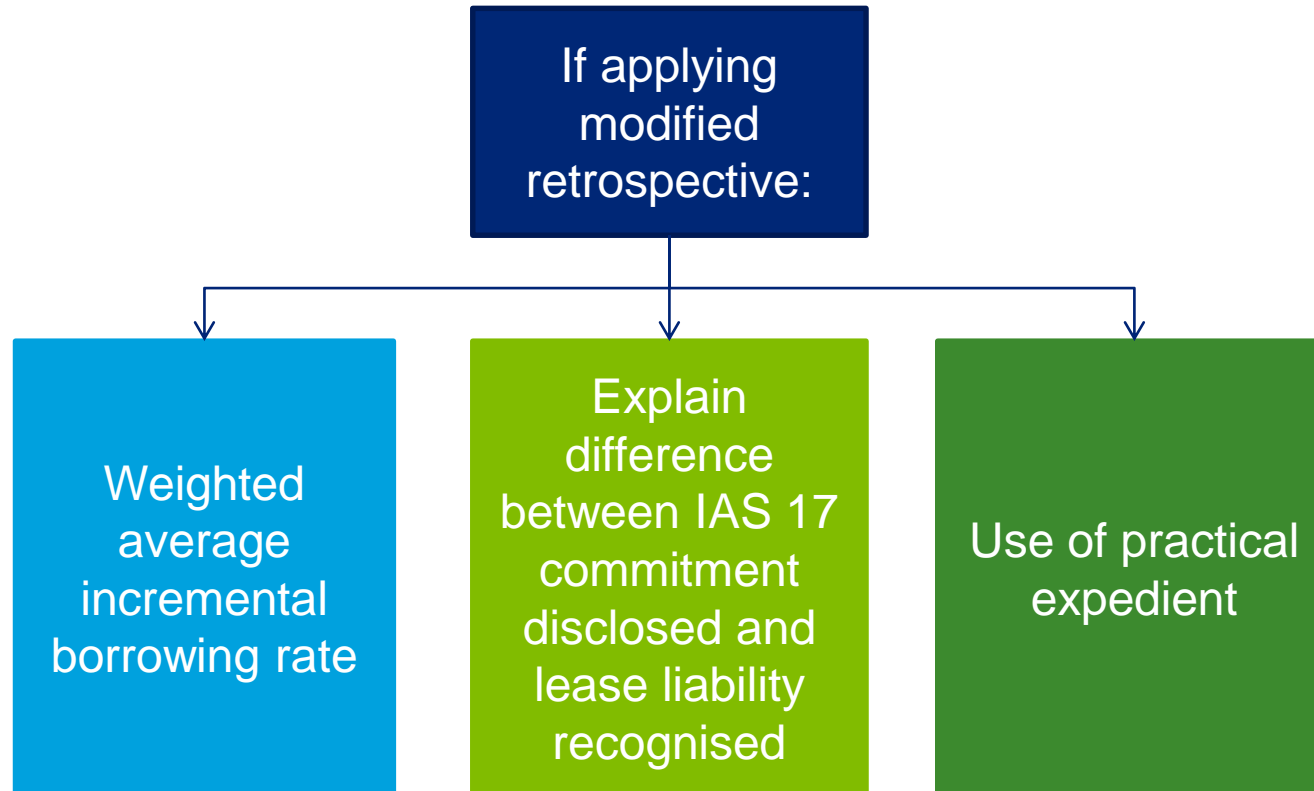 If applying
modified
retrospective:
Weighted
average
incremental
borrowing rate
Explain
difference
between IAS 17
commitment
disclosed and
lease liability
recognised
Use of practical
expedient